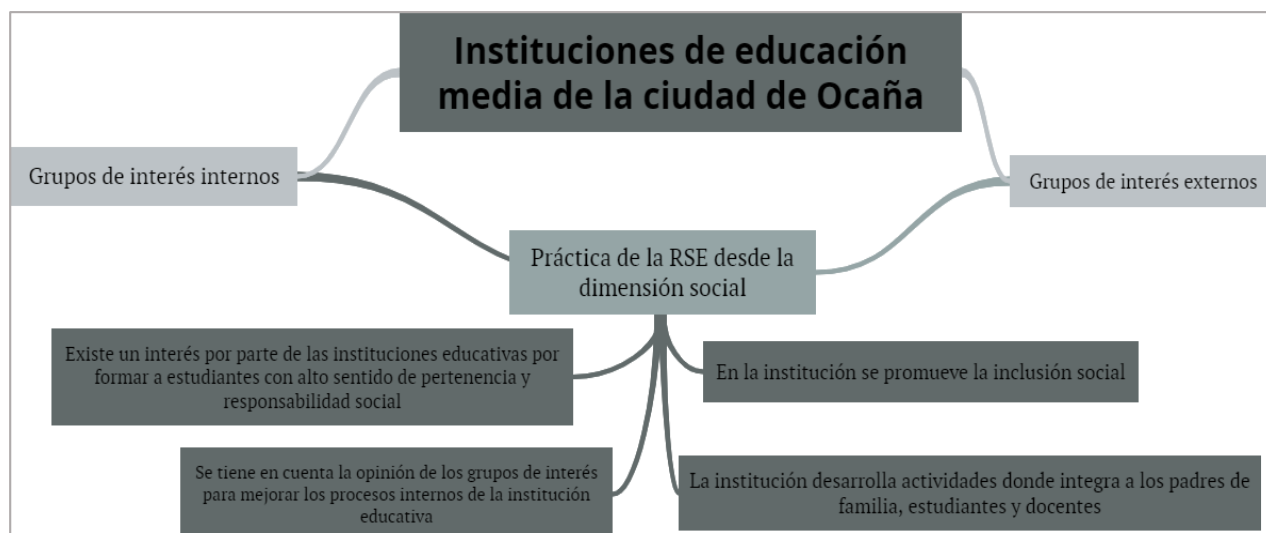 Instituciones de educación
media de la ciudad de Ocaña
Grupos de interés internos
Grupos de interés externos
Práctica de la RSE desde la
dimensión social
Existe un interés por parte de las instituciones educativas por
formar a estudiantes con alto sentido de pertenencia y
responsabilidad social
En la institución se promueve la inclusión social
Se tiene en cuenta la opinión de los grupos de interés
para mejorar los procesos internos de la institución
educativa
La institución desarrolla actividades donde integra a los padres de
familia, estudiantes y docentes